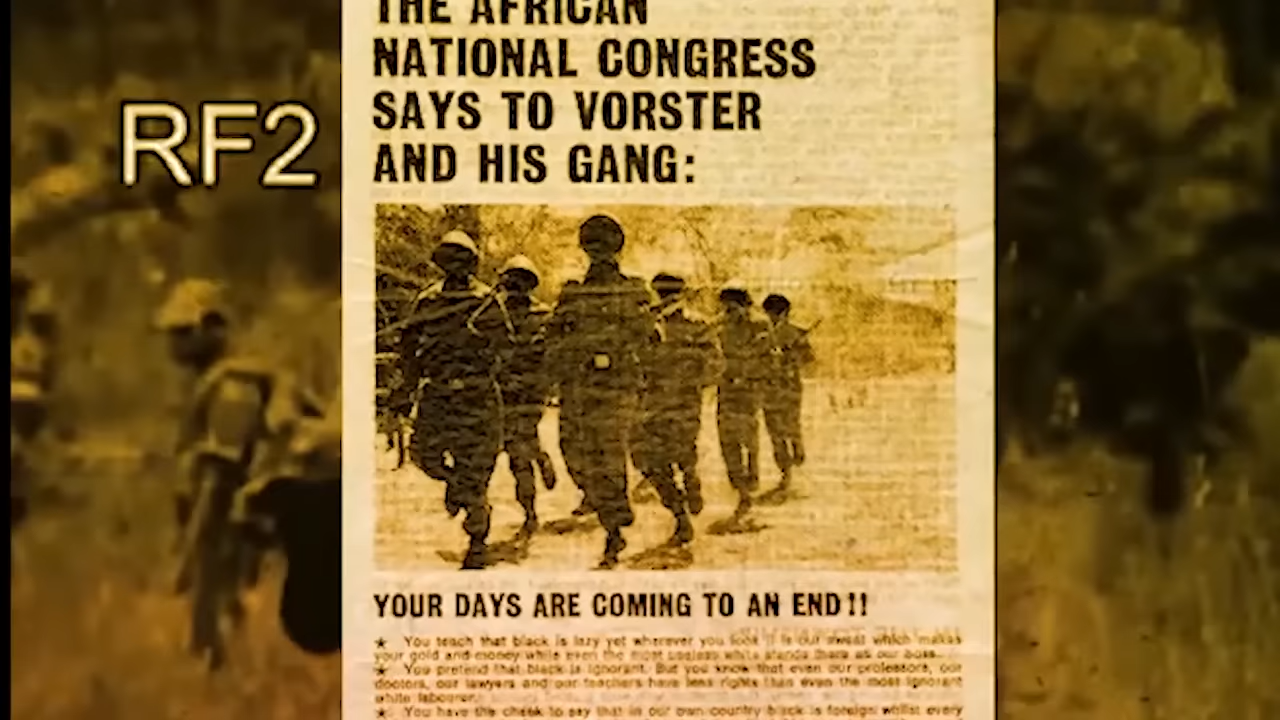 RF2
THE AFRICAN
NATIONAL CONGRESS
SAYS TO VORSTER
AND HIS GANG:
YOUR DAYS ARE COMING TO AN END!!
★ You teach that black is lazy yet wherever you look it is our sweat which makes
your gold and money while even the most useless white stands there as our boss.
★ You pretend that black is ignorant. But you know that even our professors, our
doctors, our lawyers and our teachers have less rights than even the most ignorant
white labourer.
★ You have the cheek to say that in our own country black is foreign whilst every